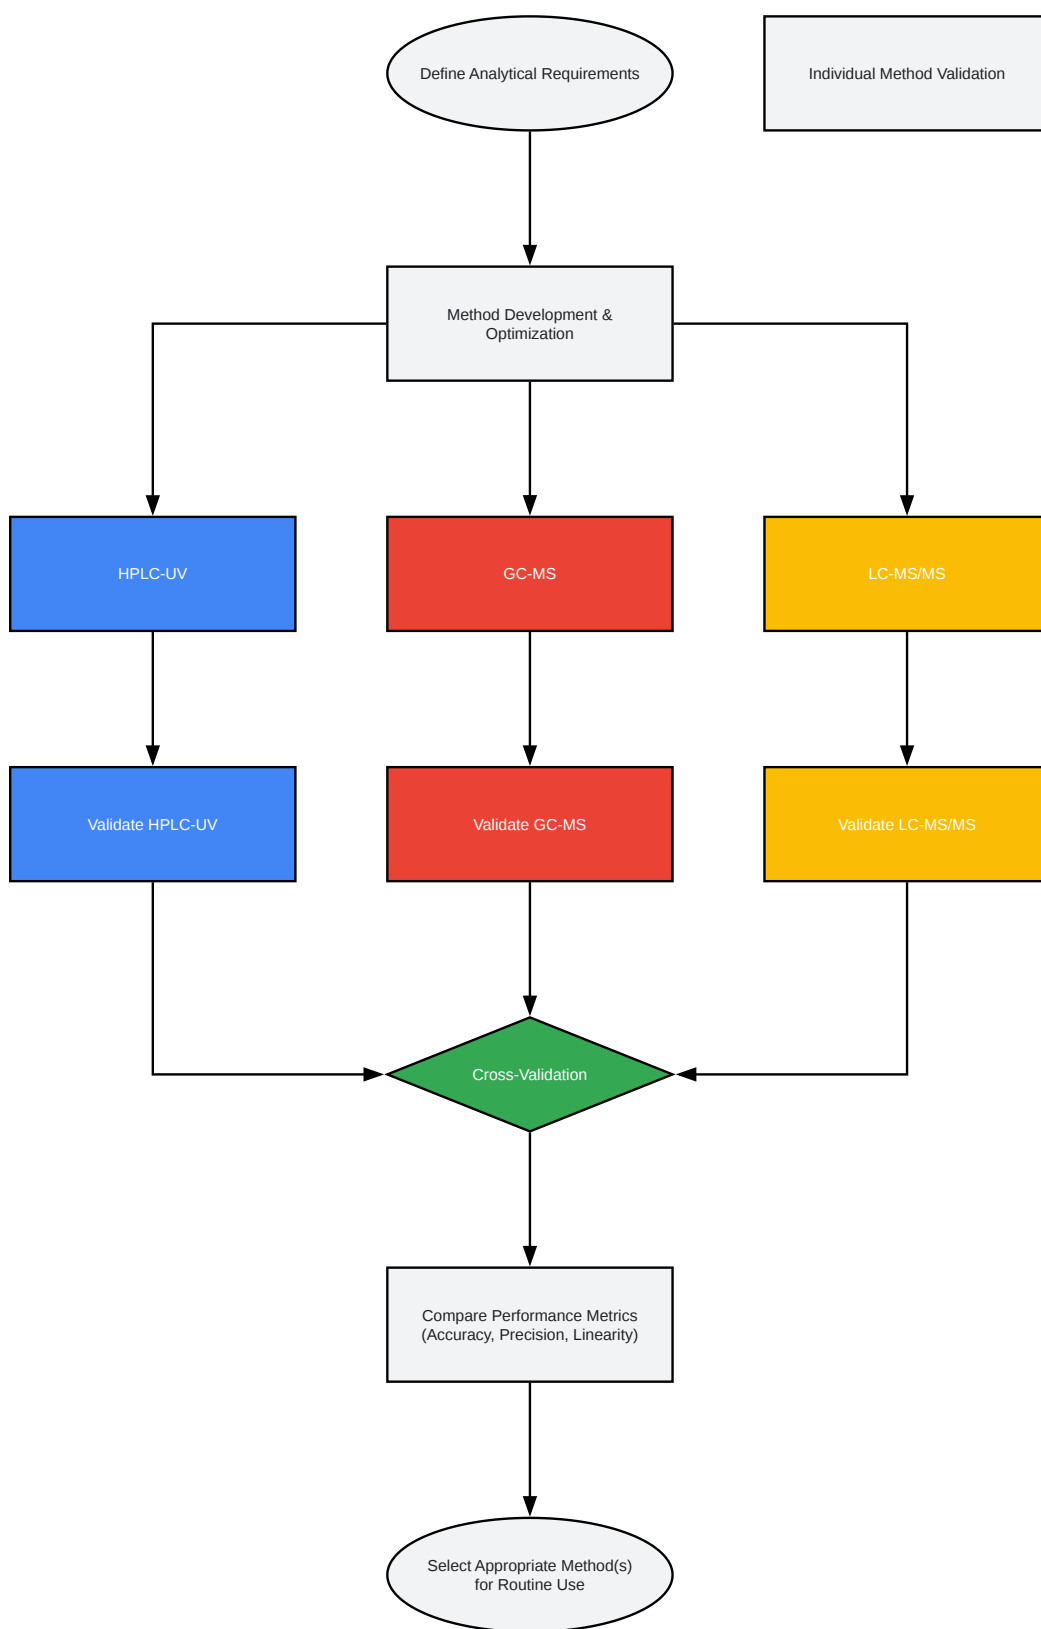 Define Analytical Requirements
Individual Method Validation
Method Development &
Optimization
HPLC-UV
GC-MS
LC-MS/MS
Validate HPLC-UV
Validate GC-MS
Validate LC-MS/MS
Cross-Validation
Compare Performance Metrics
(Accuracy, Precision, Linearity)
Select Appropriate Method(s)
for Routine Use